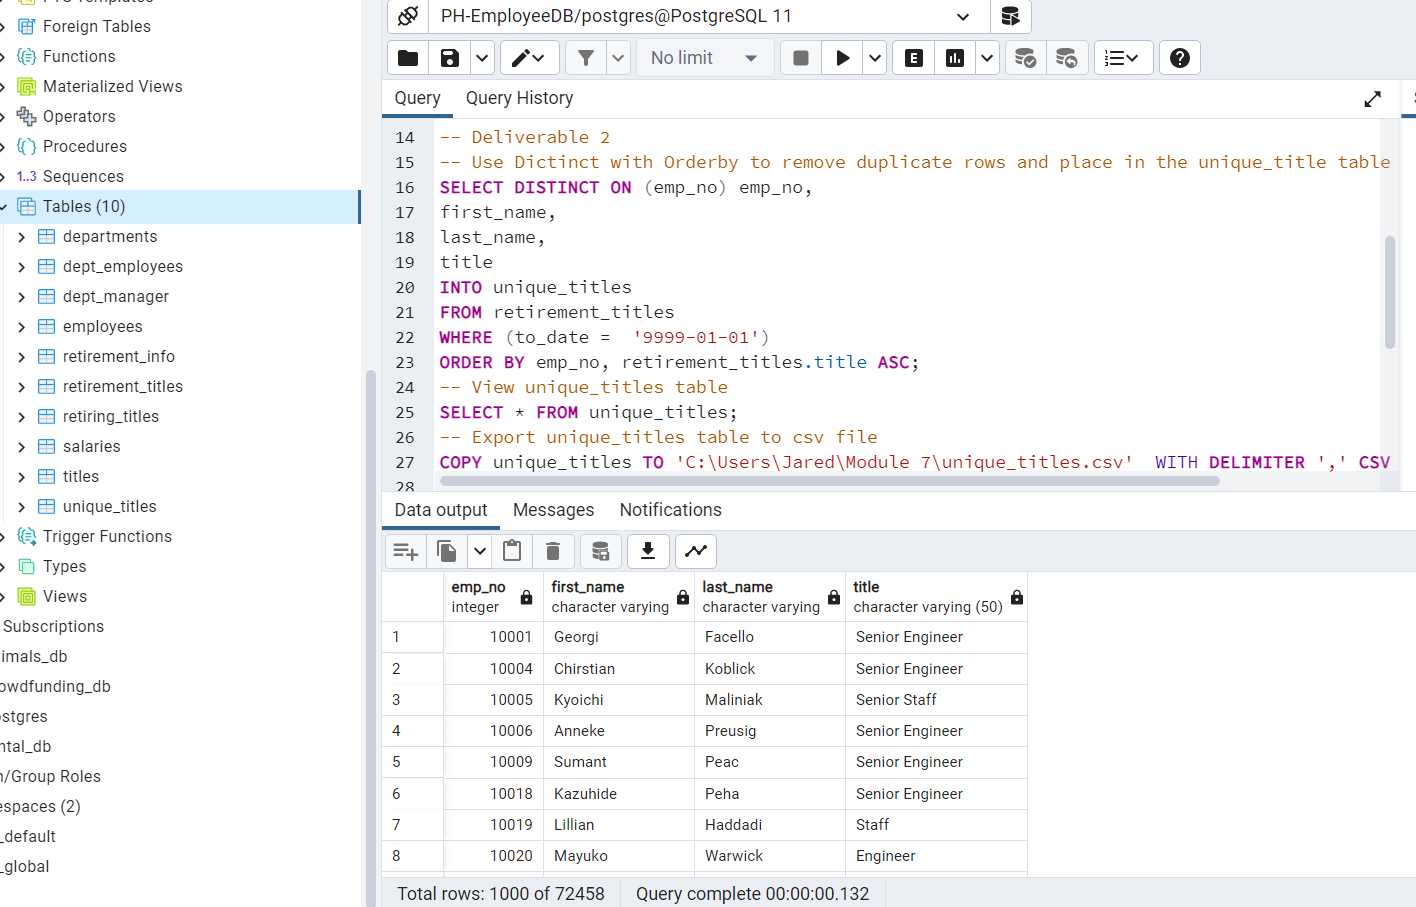 Foreign Tables
Functions
Materialized Views
Operators
Procedures
1..3 Sequences
Tables (10)
departments
dept_employees
dept_manager
employees
retirement_info
retirement_titles
retiring_titles
salaries
titles
unique_titles
Trigger Functions
Types
Views
Subscriptions
imals_db
owdfunding_db
stgres
ntal_db
n/Group Roles
espaces (2)
_default
_global
PH-EmployeeDB/postgres@PostgreSQL 11
No limit
E
Query Query History
14 -- Deliverable 2
15 -- Use Dictinct with Orderby to remove duplicate rows and place in the unique_title table
16 SELECT DISTINCT ON (emp_no) emp_no,
17 first_name,
18 last_name,
19 title
20 INTO unique_titles
21 FROM retirement_titles
22 WHERE (to_date =  '9999-01-01')
23 ORDER BY emp_no, retirement_titles.title ASC;
24 -- View unique_titles table
25 SELECT * FROM unique_titles;
26 -- Export unique_titles table to csv file
27 COPY unique_titles TO 'C:\Users\Jared\Module 7\unique_titles.csv'  WITH DELIMITER ',' CSV
28
Data output Messages Notifications
emp_no first_name last_name title
integer character varying character varying character varying (50)
1 10001 Georgi Facello Senior Engineer
2 10004 Chirstian Koblick Senior Engineer
3 10005 Kyoichi Maliniak Senior Staff
4 10006 Anneke Preusig Senior Engineer
5 10009 Sumant Peac Senior Engineer
6 10018 Kazuhide Peha Senior Engineer
7 10019 Lillian Haddadi Staff
8 10020 Mayuko Warwick Engineer
Total rows: 1000 of 72458 Query complete 00:00:00.132